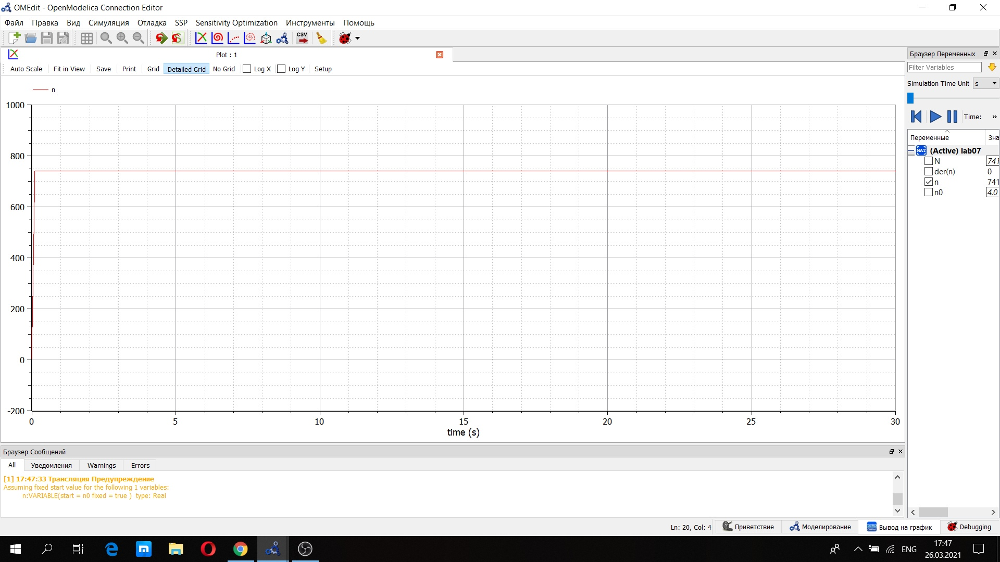 OMEdit - OpenModelica Connection Editor
Файл Правка Вид Симуляция Отладка SSP Sensitivity Optimization Инструменты Помощь
CSV
Plot : 1
Auto Scale Fit in View Save Print Grid Detailed Grid No Grid Log X Log Y Setup
n
1000
800
600
400
200
0
-200
0 5 10 15 20 25 30
time (s)
Браузер Переменных
Filter Variables
Simulation Time Unit s
Time: »
Переменные Зна
MAT (Active) lab07
N 741
der(n) 0
n 741
n0 4.0
Браузер Сообщений
All Уведомления Warnings Errors
[1] 17:47:33 Трансляция Предупреждение
Assuming fixed start value for the following 1 variables:
n:VARIABLE(start = n0 fixed = true ) type: Real
Ln: 20, Col: 4 Приветствие Моделирование Вывод на график Debugging
ENG
17:47
26.03.2021